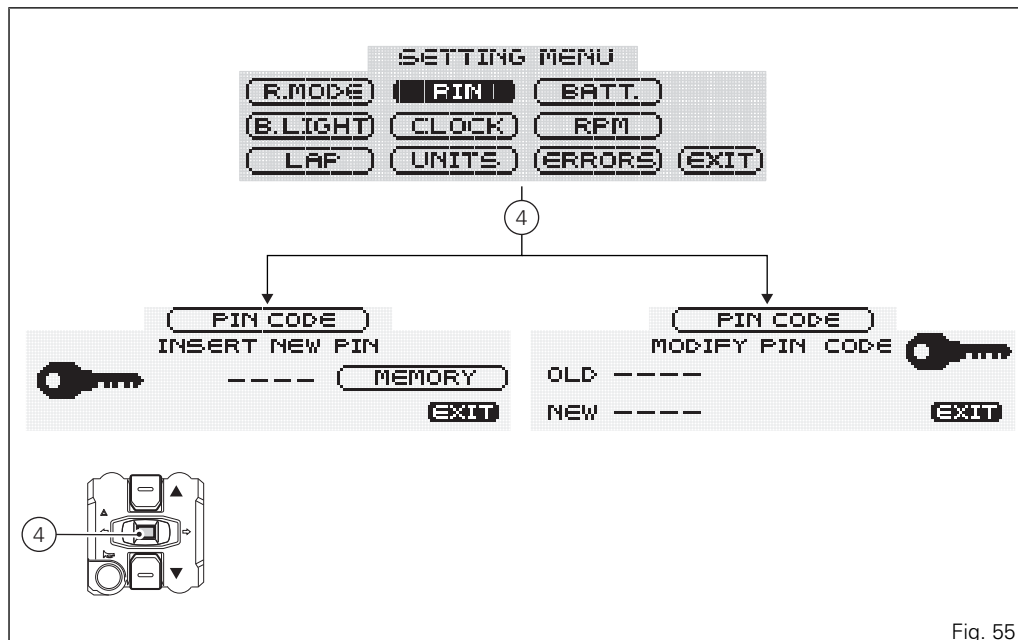 SETTING MENU
R.MODE PIN BATT.
B.LIGHT CLOCK RPM
LAP UNITS ERRORS EXIT
4
PIN CODE
INSERT NEW PIN
---- MEMORY
EXIT
PIN CODE
MODIFY PIN CODE
OLD ----
NEW ---- EXIT
4
Fig. 55